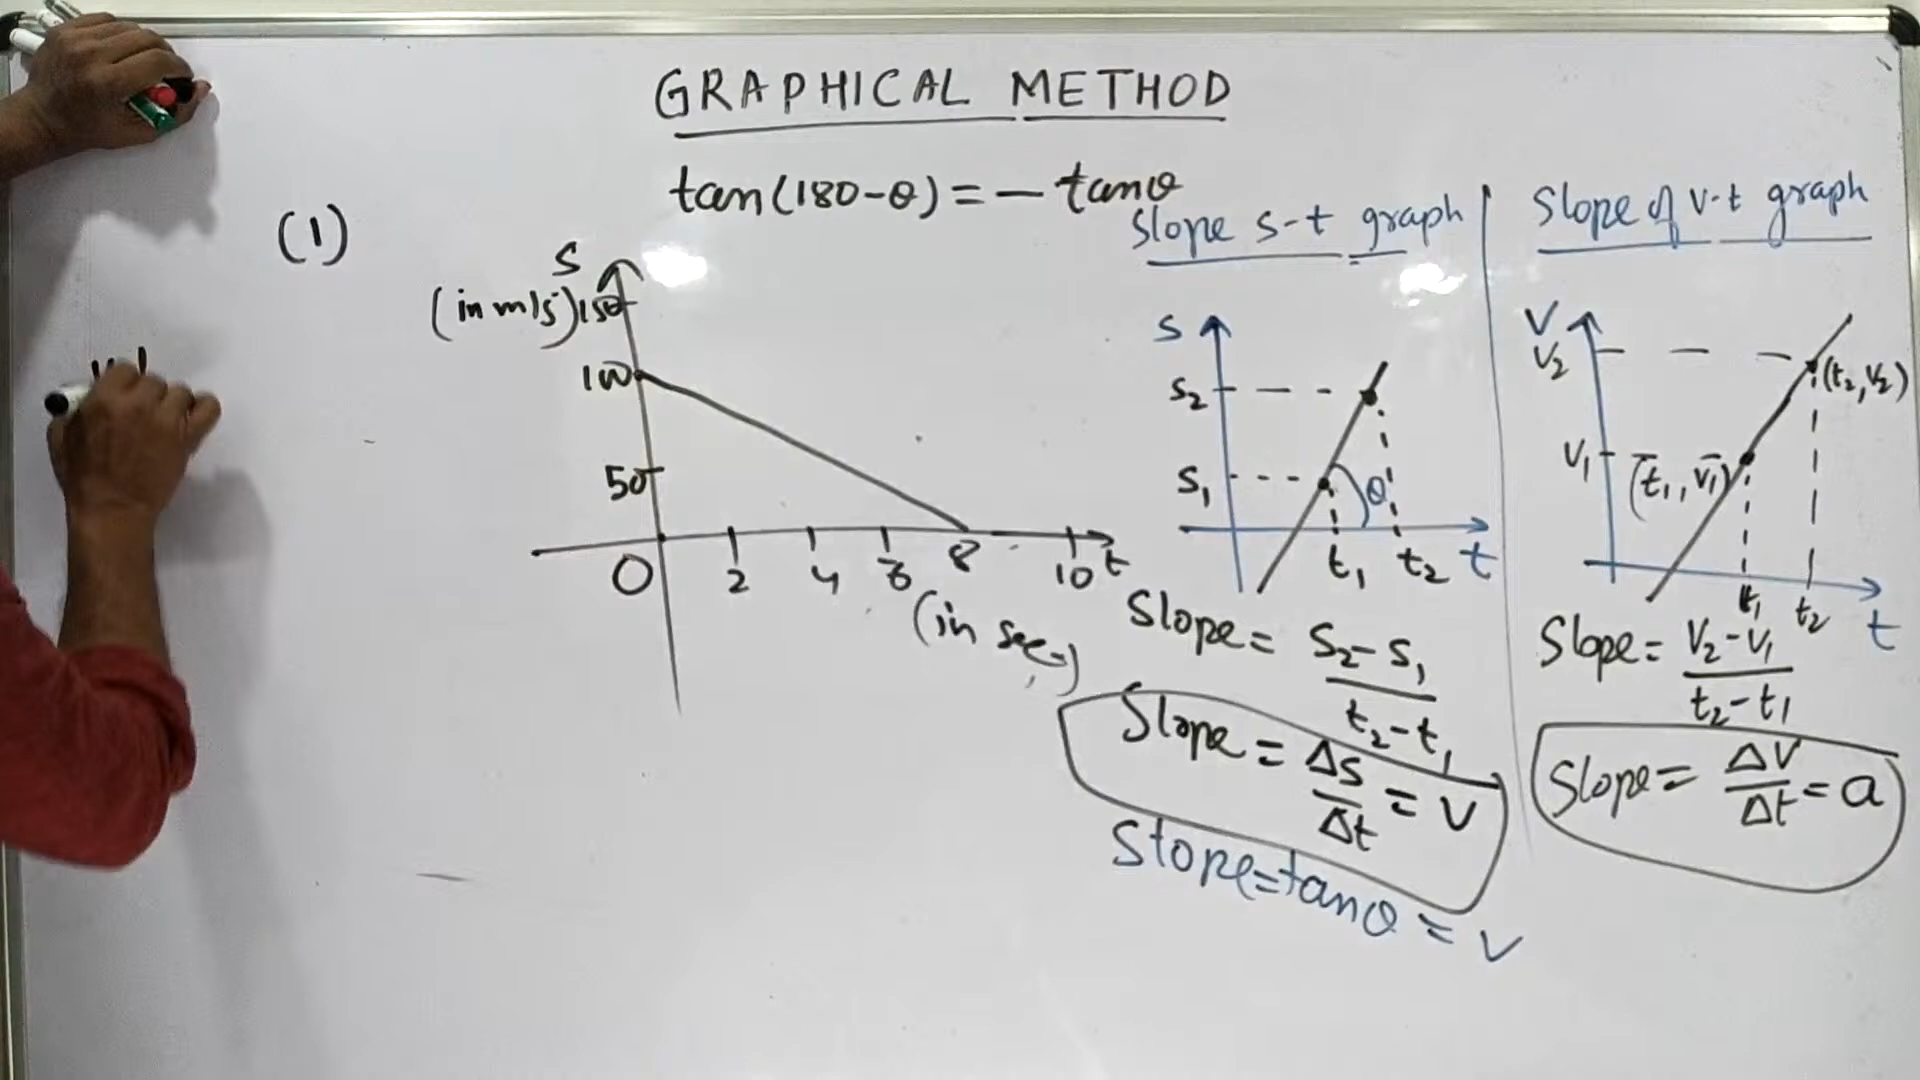 GRAPHICAL METHOD
tan(180-θ) = - tanθ
(1)
S
(in m/s)
150
100
50
O
2
4
6
8
10
t
(in sec.)
Slope s-t graph
S
S₂
S₁
θ
t₁
t₂
t
Slope = S₂-S₁
t₂-t₁
Slope = ΔS
Δt
= v
Slope=tanθ = v
Slope of v-t graph
V
V₂
(t₂,V₂)
V₁
(t₁,v₁)
t₁
t₂
t
Slope = V₂-V₁
t₂-t₁
Slope = ΔV
Δt
= a